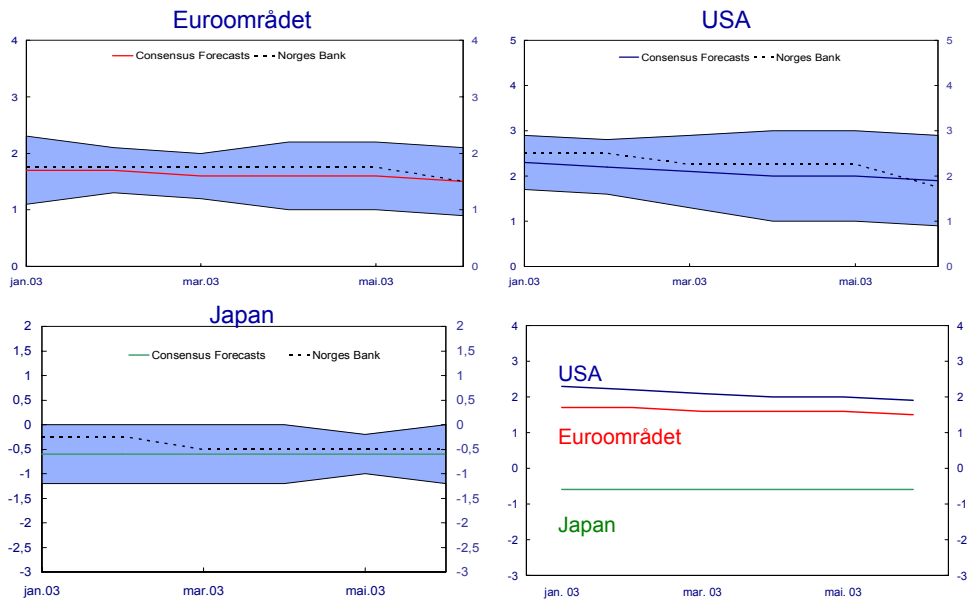 Euroområdet
Consensus Forecasts Norges Bank
4 4
3 3
2 2
1 1
0 0
jan.03 mar.03 mai.03
USA
Consensus Forecasts Norges Bank
5 5
4 4
3 3
2 2
1 1
0 0
jan.03 mar.03 mai.03
Japan
Consensus Forecasts Norges Bank
2 2
1,5 1,5
1 1
0,5 0,5
0 0
-0,5 -0,5
-1 -1
-1,5 -1,5
-2 -2
-2,5 -2,5
-3 -3
jan.03 mar.03 mai.03
4 4
3 3
USA
2 2
1 1
Euroområdet
0 0
-1 -1
Japan
-2 -2
-3 -3
jan. 03 mar. 03 mai. 03